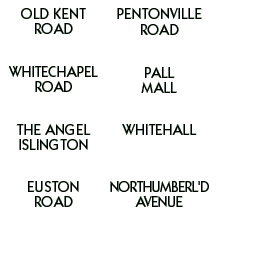 OLD KENT
ROAD
PENTONVILLE
ROAD
WHITECHAPEL
ROAD
PALL
MALL
THE ANGEL
ISLINGTON
WHITEHALL
EUSTON
ROAD
NORTHUMBERL'D
AVENUE